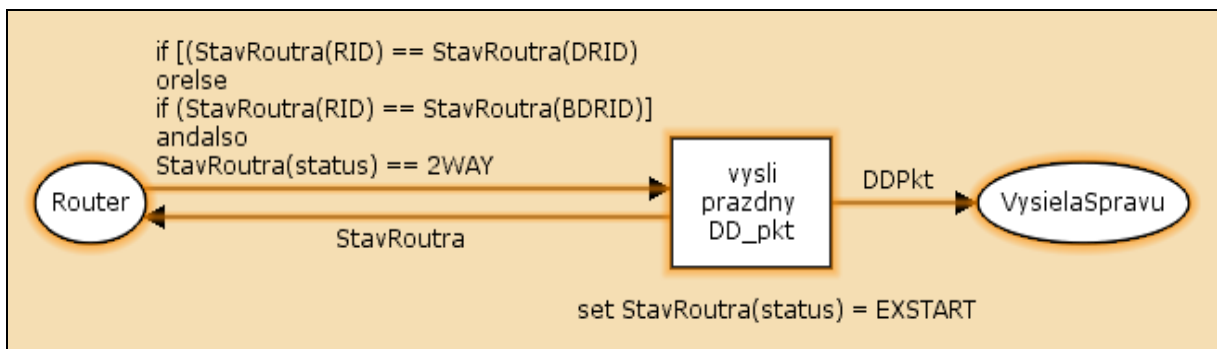 if [(StavRoutra(RID) == StavRoutra(DRID)
orelse
if (StavRoutra(RID) == StavRoutra(BDRID)]
andalso
StavRoutra(status) == 2WAY
Router
StavRoutra
vysli
prazdny
DD_pkt
DDPkt
VysielaSpravu
set StavRoutra(status) = EXSTART